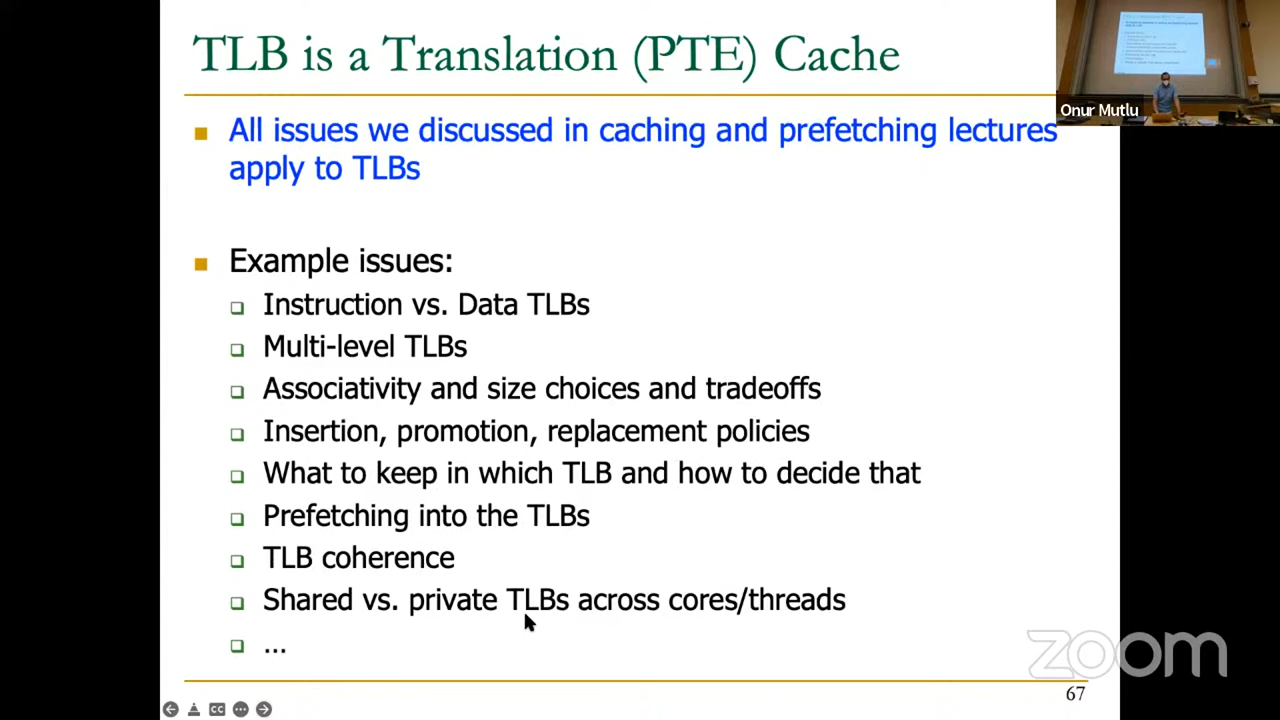 TLB is a Translation (PTE) Cache
Onur Mutlu
All issues we discussed in caching and prefetching lectures
apply to TLBs
Example issues:
Instruction vs. Data TLBs
Multi-level TLBs
Associativity and size choices and tradeoffs
Insertion, promotion, replacement policies
What to keep in which TLB and how to decide that
Prefetching into the TLBs
TLB coherence
Shared vs. private TLBs across cores/threads
...
zoom
67
CC